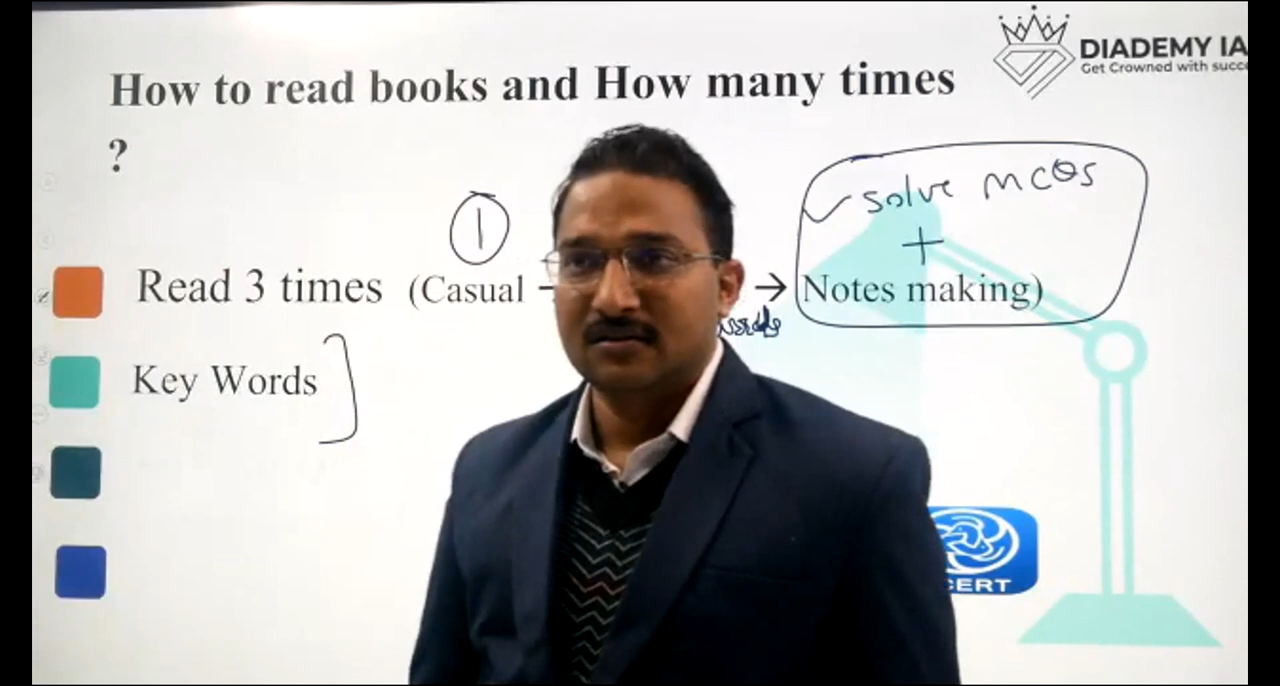 DIADEMY IA
Get Crowned with succe
How to read books and How many times
?
solve MCQS
1
+
Read 3 times (Casual → Notes making)
Key Words
CERT